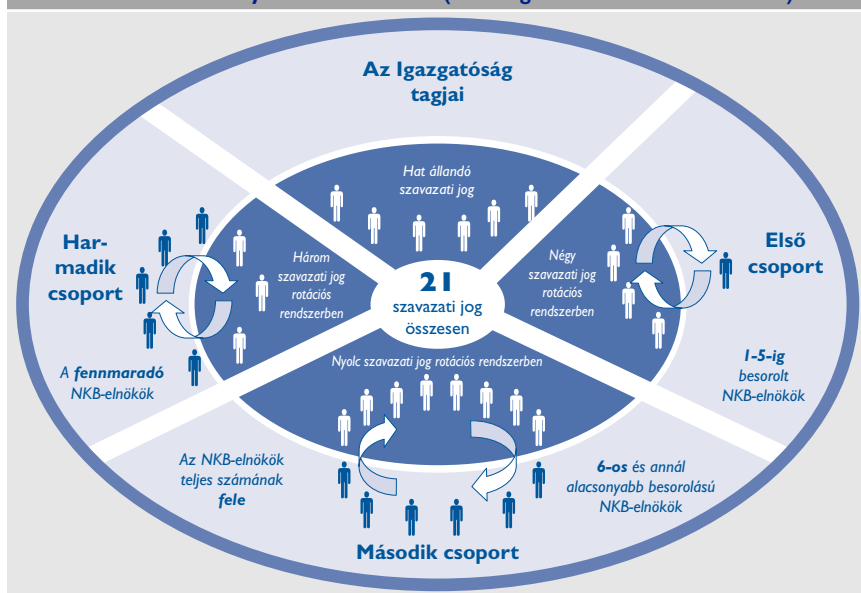 Az Igazgatóság
tagjai
Hat állandó
szavazati jog
Har-
madik
csoport
Három
szavazati jog
rotációs
rendszerben
21
szavazati jog
összesen
Négy
szavazati jog
rotációs
rendszerben
Első
csoport
A fennmaradó
NKB-elnökök
Nyolc szavazati jog rotációs rendszerben
1-5-ig
besorolt
NKB-elnökök
Az NKB-elnökök
teljes számának
fele
6-os és annál
alacsonyabb besorolású
NKB-elnökök
Második csoport